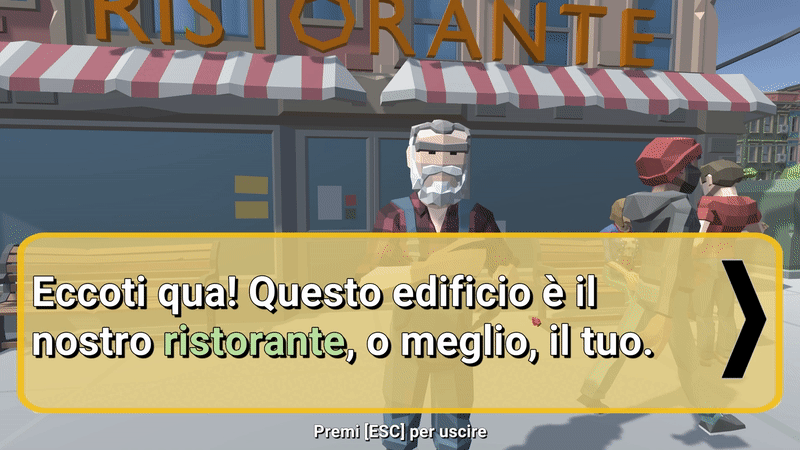 RISTORANTE
Eccoti qua! Questo edificio è il
nostro ristorante, o meglio, il tuo.
Premi [ESC] per uscire